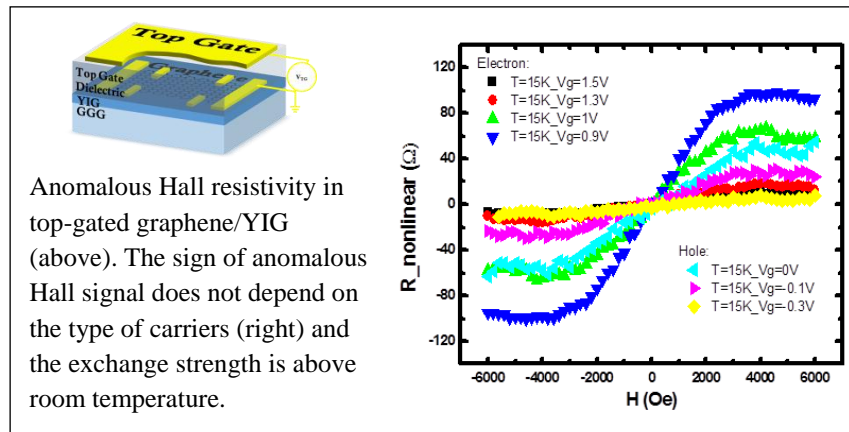 Top Gate
Graphene
Top Gate
Dielectric
YIG
GGG
V_TG
Anomalous Hall resistivity in
top-gated graphene/YIG
(above). The sign of anomalous
Hall signal does not depend on
the type of carriers (right) and
the exchange strength is above
room temperature.
R_nonlinear (Ω)
120
80
40
0
-40
-80
-120
Electron:
T=15K_Vg=1.5V
T=15K_Vg=1.3V
T=15K_Vg=1V
T=15K_Vg=0.9V
Hole:
T=15K_Vg=0V
T=15K_Vg=-0.1V
T=15K_Vg=-0.3V
-6000 -4000 -2000 0 2000 4000 6000
H (Oe)